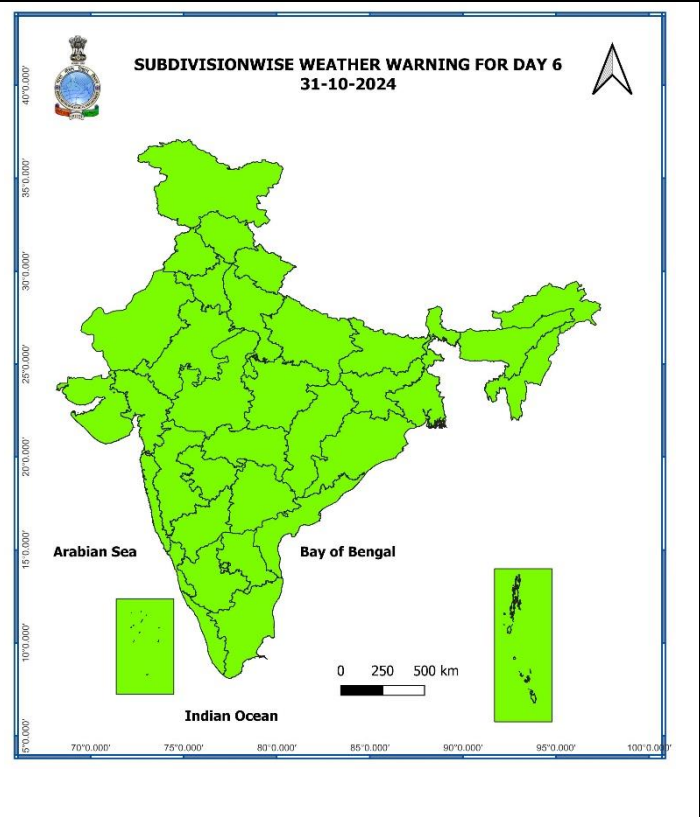 SUBDIVISIONWISE WEATHER WARNING FOR DAY 6
31-10-2024
40°0.000'
35°0.000'
30°0.000'
25°0.000'
20°0.000'
15°0.000'
10°0.000'
5°0.000'
Arabian Sea
Bay of Bengal
0 250 500 km
Indian Ocean
70°0.000' 75°0.000' 80°0.000' 85°0.000' 90°0.000' 95°0.000' 100°0.000'